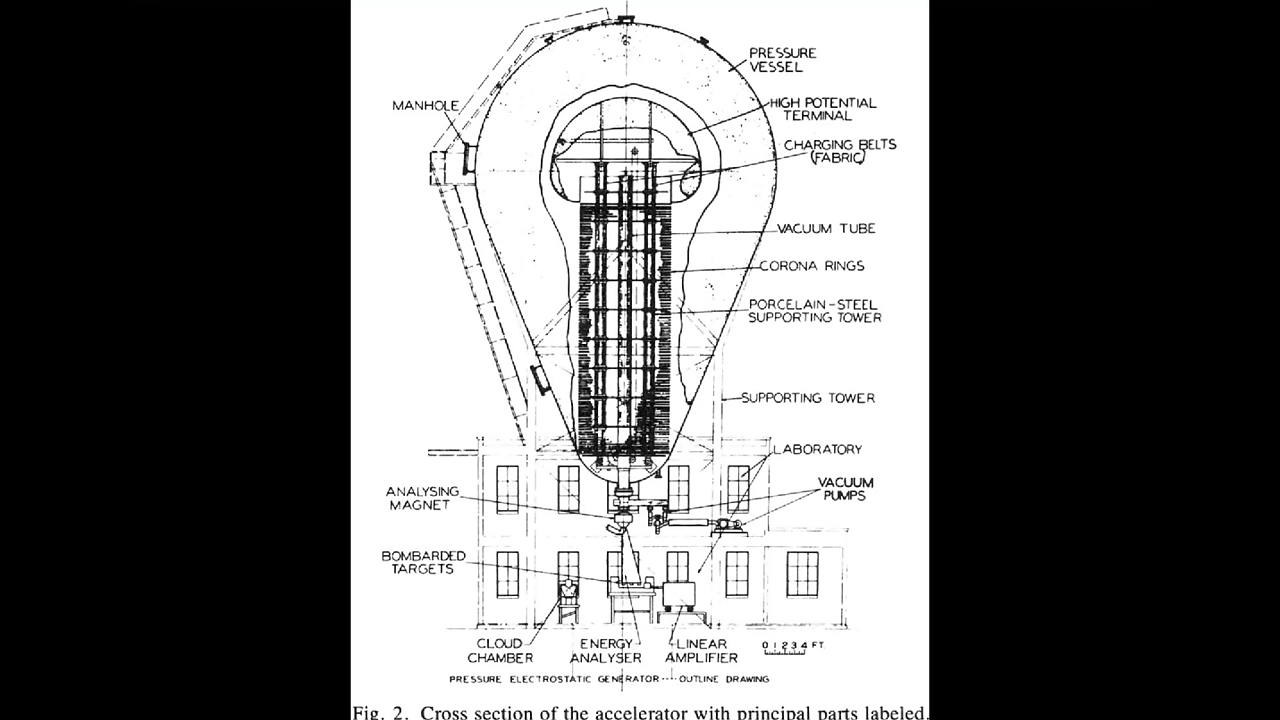 PRESSURE
VESSEL
MANHOLE
HIGH POTENTIAL
TERMINAL
CHARGING BELTS
(FABRIC)
VACUUM TUBE
CORONA RINGS
PORCELAIN-STEEL
SUPPORTING TOWER
SUPPORTING TOWER
LABORATORY
ANALYSING
MAGNET
VACUUM
PUMPS
BOMBARDED
TARGETS
CLOUD
CHAMBER
ENERGY
ANALYSER
LINEAR
AMPLIFIER
0 1 2 3 4 FT
PRESSURE ELECTROSTATIC GENERATOR---OUTLINE DRAWING
Fig. 2. Cross section of the accelerator with principal parts labeled.